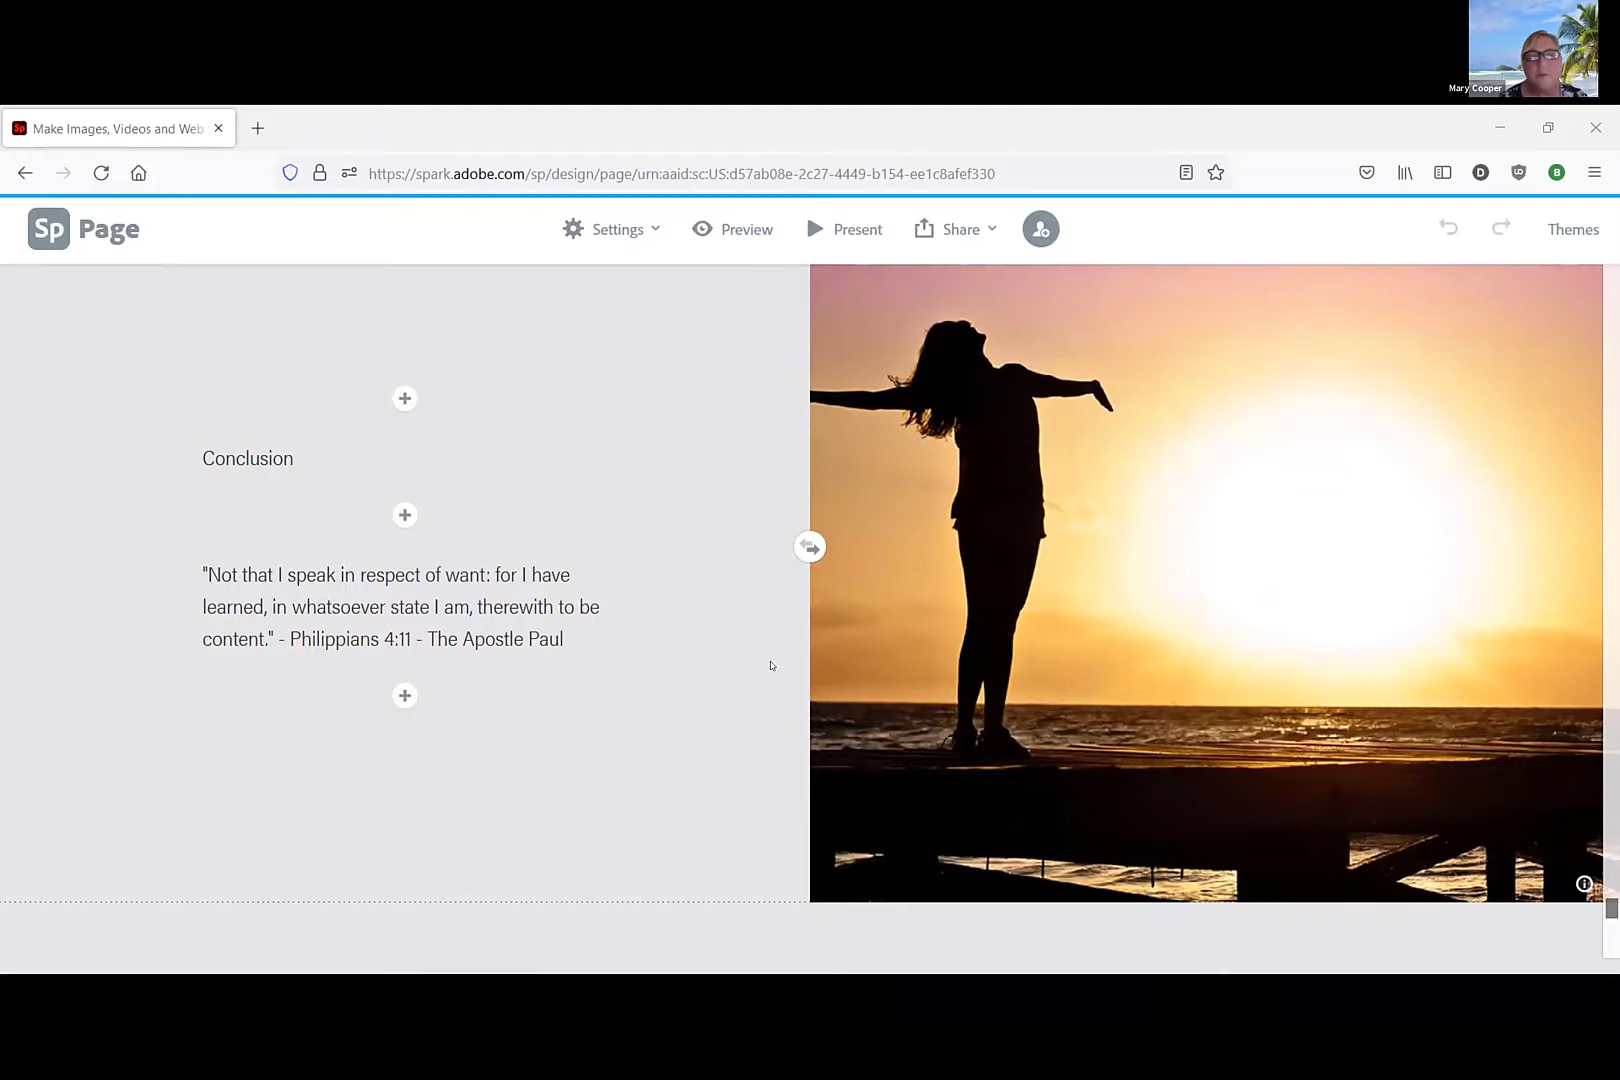 Mary Cooper
Sp Make Images, Videos and Web
https://spark.adobe.com/sp/design/page/urn:aaid:sc:US:d57ab08e-2c27-4449-b154-ee1c8afef330
D
B
Sp Page
Settings
Preview
Present
Share
Themes
Conclusion
"Not that I speak in respect of want: for I have
learned, in whatsoever state I am, therewith to be
content." - Philippians 4:11 - The Apostle Paul